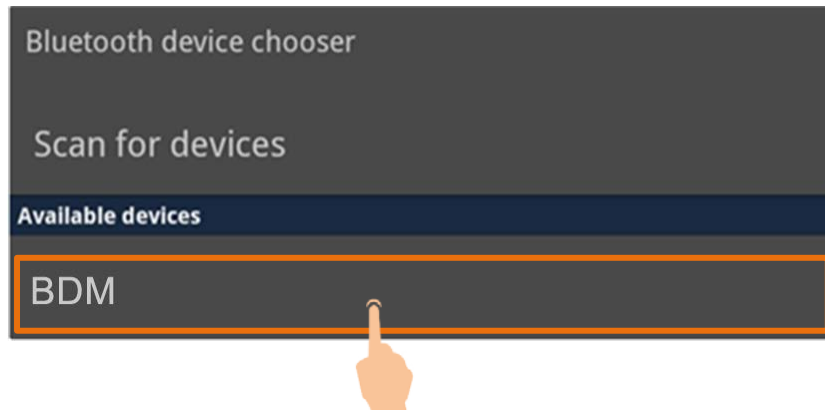 Bluetooth device chooser
Scan for devices
Available devices
BDM